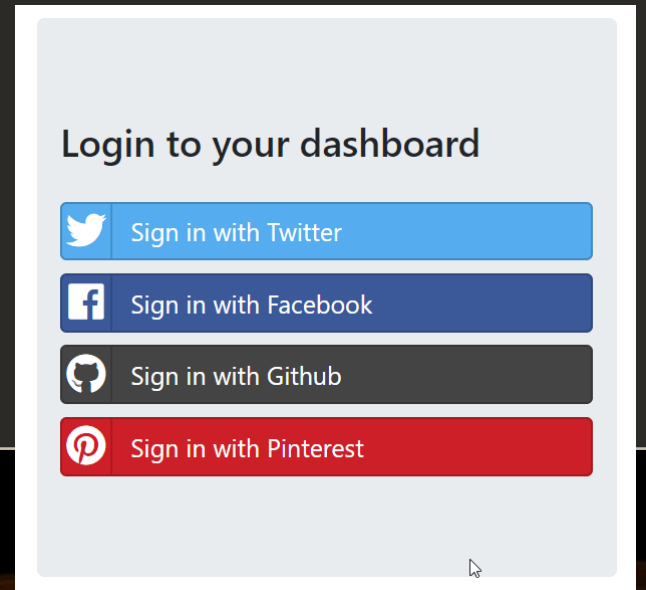 Login to your dashboard
Sign in with Twitter
Sign in with Facebook
Sign in with Github
Sign in with Pinterest